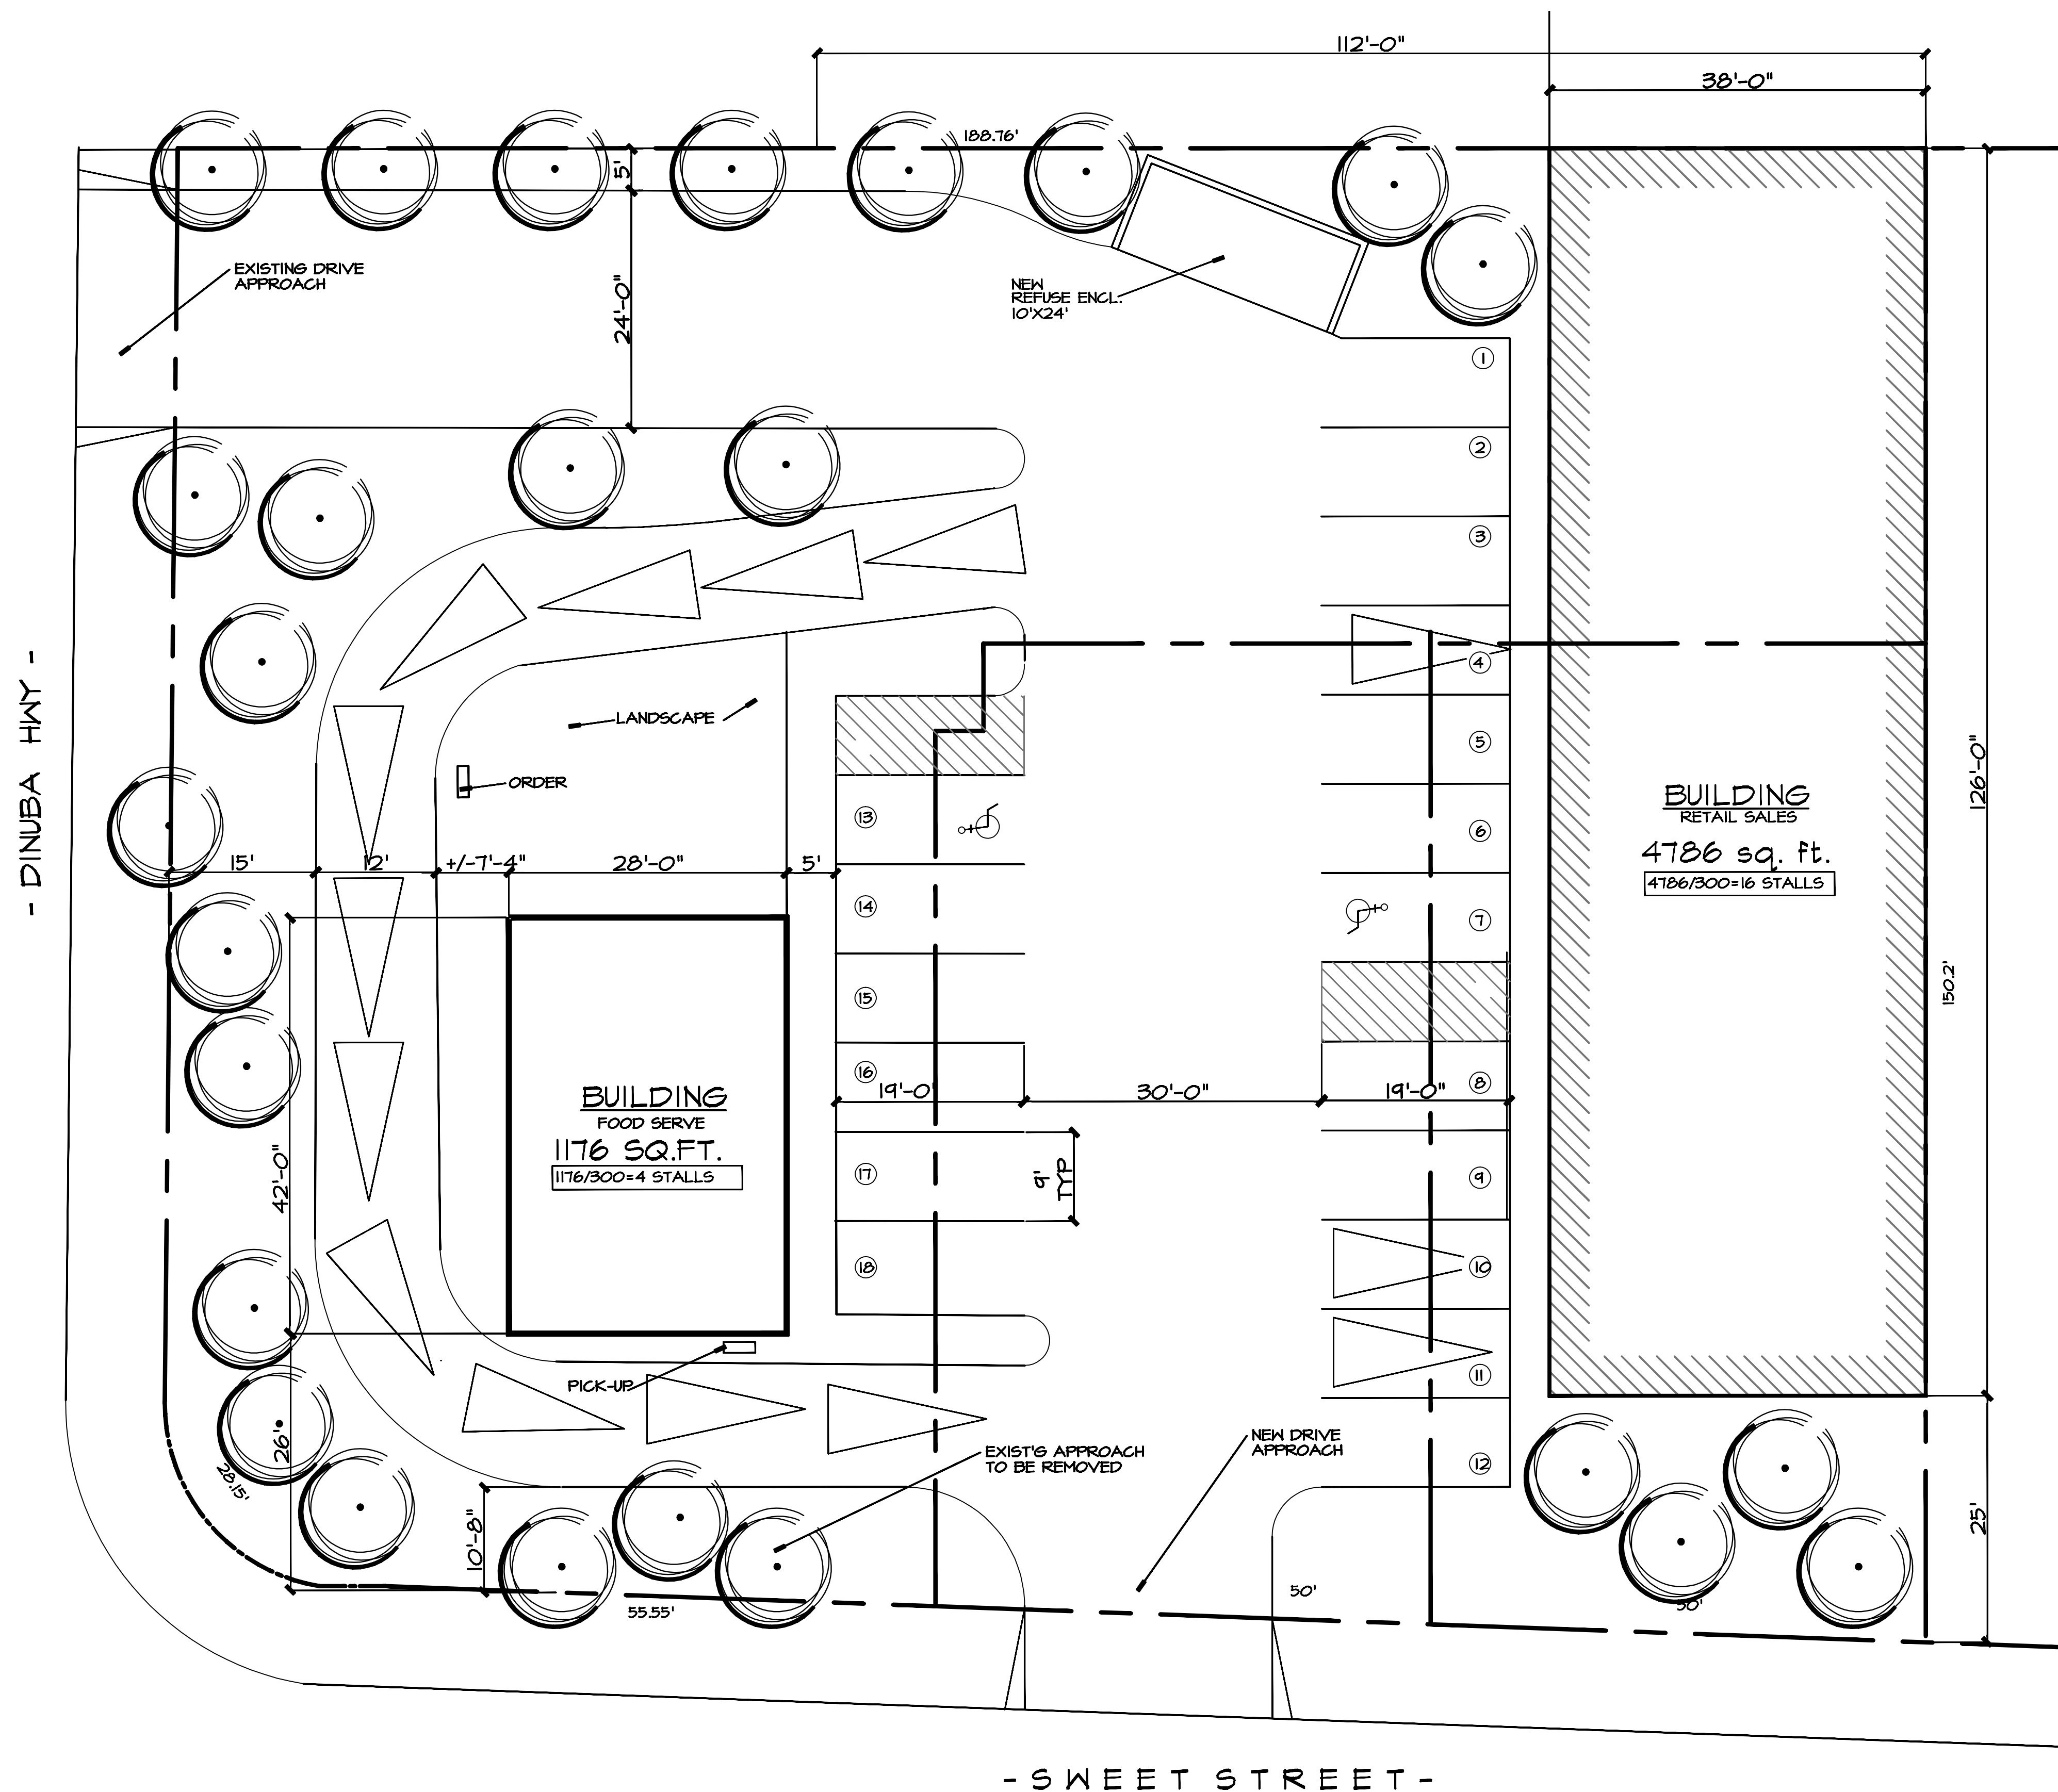 112'-0"
38'-0"
188.76'
5'
EXISTING DRIVE
APPROACH
24'-0"
NEW
REFUSE ENCL.
10'X24'
1
2
3
4
5
6
7
8
9
10
11
12
- DINUBA HWY -
LANDSCAPE
ORDER
13
14
15
16
17
18
15'
12'
+/-7'-4"
28'-0"
5'
BUILDING
RETAIL SALES
4786 sq. ft.
4786/300=16 STALLS
126'-0"
150.2'
BUILDING
FOOD SERVE
1176 SQ.FT.
1176/300=4 STALLS
42'-0"
19'-0"
30'-0"
19'-0"
9'
TYP
PICK-UP
26'
28.15'
10'-8"
EXIST'G APPROACH
TO BE REMOVED
NEW DRIVE
APPROACH
55.55'
50'
50'
25'
- SWEET STREET -